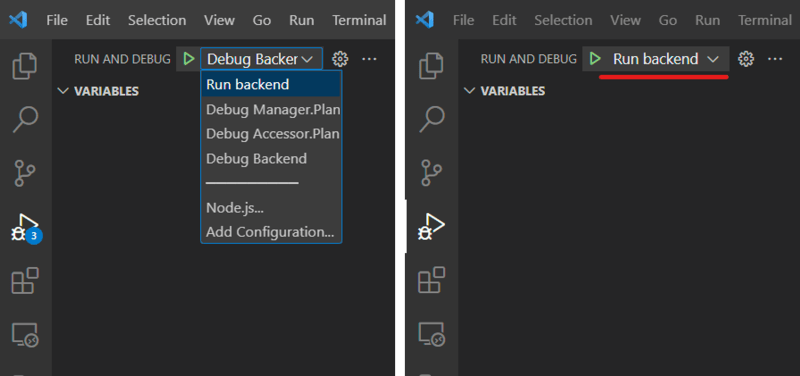 File Edit Selection View Go Run Terminal
RUN AND DEBUG Debug Backer
VARIABLES
Run backend
Debug Manager.Plan
Debug Accessor.Plan
Debug Backend
Node.js...
Add Configuration...
3
File Edit Selection View Go Run Terminal
RUN AND DEBUG Run backend
VARIABLES